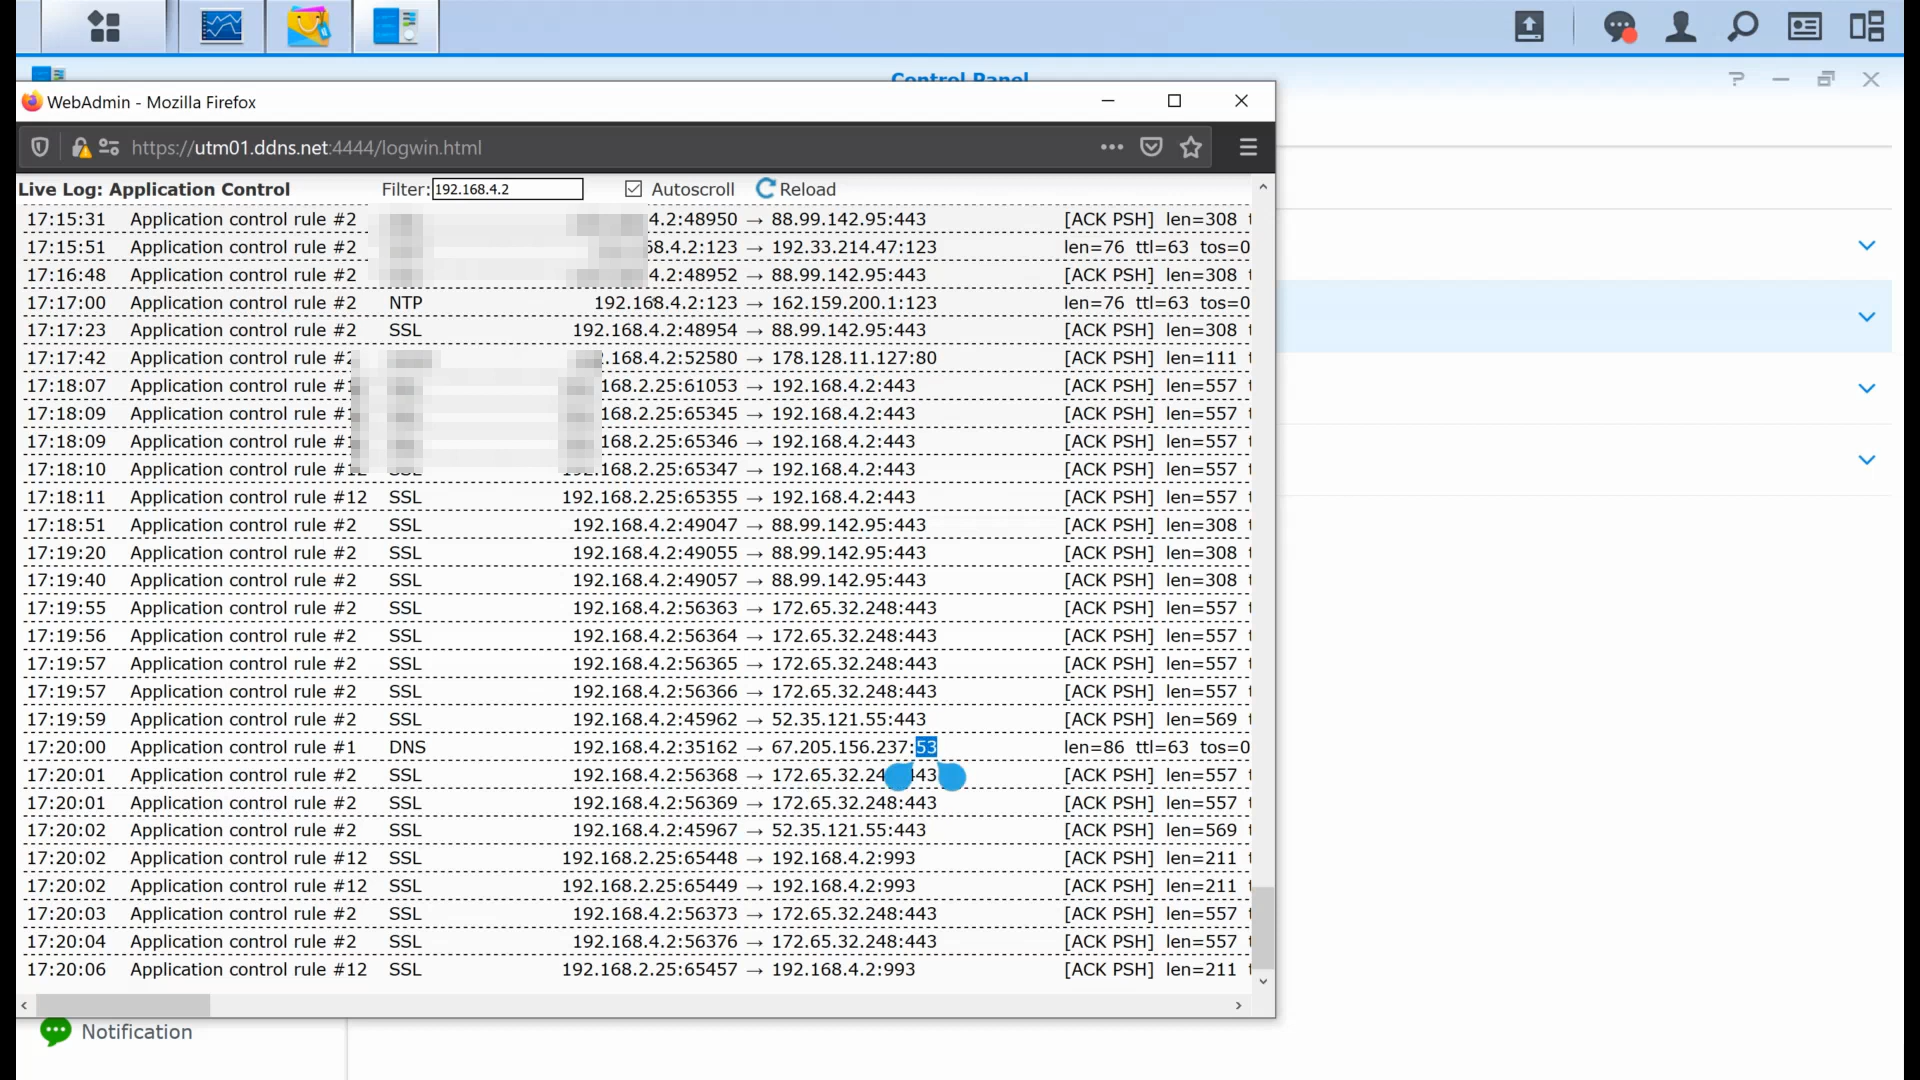 Control Panel
WebAdmin - Mozilla Firefox
https://utm01.ddns.net:4444/logwin.html
Live Log: Application Control Filter: 192.168.4.2 Autoscroll Reload
17:15:31 Application control rule #2 4.2:48950 → 88.99.142.95:443 [ACK PSH] len=308
17:15:51 Application control rule #2 68.4.2:123 → 192.33.214.47:123 len=76 ttl=63 tos=0
17:16:48 Application control rule #2 4.2:48952 → 88.99.142.95:443 [ACK PSH] len=308
17:17:00 Application control rule #2 NTP 192.168.4.2:123 → 162.159.200.1:123 len=76 ttl=63 tos=0
17:17:23 Application control rule #2 SSL 192.168.4.2:48954 → 88.99.142.95:443 [ACK PSH] len=308
17:17:42 Application control rule #2 .168.4.2:52580 → 178.128.11.127:80 [ACK PSH] len=111
17:18:07 Application control rule #1 168.2.25:61053 → 192.168.4.2:443 [ACK PSH] len=557
17:18:09 Application control rule #1 168.2.25:65345 → 192.168.4.2:443 [ACK PSH] len=557
17:18:09 Application control rule #1 168.2.25:65346 → 192.168.4.2:443 [ACK PSH] len=557
17:18:10 Application control rule #12 168.2.25:65347 → 192.168.4.2:443 [ACK PSH] len=557
17:18:11 Application control rule #12 SSL 192.168.2.25:65355 → 192.168.4.2:443 [ACK PSH] len=557
17:18:51 Application control rule #2 SSL 192.168.4.2:49047 → 88.99.142.95:443 [ACK PSH] len=308
17:19:20 Application control rule #2 SSL 192.168.4.2:49055 → 88.99.142.95:443 [ACK PSH] len=308
17:19:40 Application control rule #2 SSL 192.168.4.2:49057 → 88.99.142.95:443 [ACK PSH] len=308
17:19:55 Application control rule #2 SSL 192.168.4.2:56363 → 172.65.32.248:443 [ACK PSH] len=557
17:19:56 Application control rule #2 SSL 192.168.4.2:56364 → 172.65.32.248:443 [ACK PSH] len=557
17:19:57 Application control rule #2 SSL 192.168.4.2:56365 → 172.65.32.248:443 [ACK PSH] len=557
17:19:57 Application control rule #2 SSL 192.168.4.2:56366 → 172.65.32.248:443 [ACK PSH] len=557
17:19:59 Application control rule #2 SSL 192.168.4.2:45962 → 52.35.121.55:443 [ACK PSH] len=569
17:20:00 Application control rule #1 DNS 192.168.4.2:35162 → 67.205.156.237:53 len=86 ttl=63 tos=0
17:20:01 Application control rule #2 SSL 192.168.4.2:56368 → 172.65.32.24 443 [ACK PSH] len=557
17:20:01 Application control rule #2 SSL 192.168.4.2:56369 → 172.65.32.248:443 [ACK PSH] len=557
17:20:02 Application control rule #2 SSL 192.168.4.2:45967 → 52.35.121.55:443 [ACK PSH] len=569
17:20:02 Application control rule #12 SSL 192.168.2.25:65448 → 192.168.4.2:993 [ACK PSH] len=211
17:20:02 Application control rule #12 SSL 192.168.2.25:65449 → 192.168.4.2:993 [ACK PSH] len=211
17:20:03 Application control rule #2 SSL 192.168.4.2:56373 → 172.65.32.248:443 [ACK PSH] len=557
17:20:04 Application control rule #2 SSL 192.168.4.2:56376 → 172.65.32.248:443 [ACK PSH] len=557
17:20:06 Application control rule #12 SSL 192.168.2.25:65457 → 192.168.4.2:993 [ACK PSH] len=211
Notification